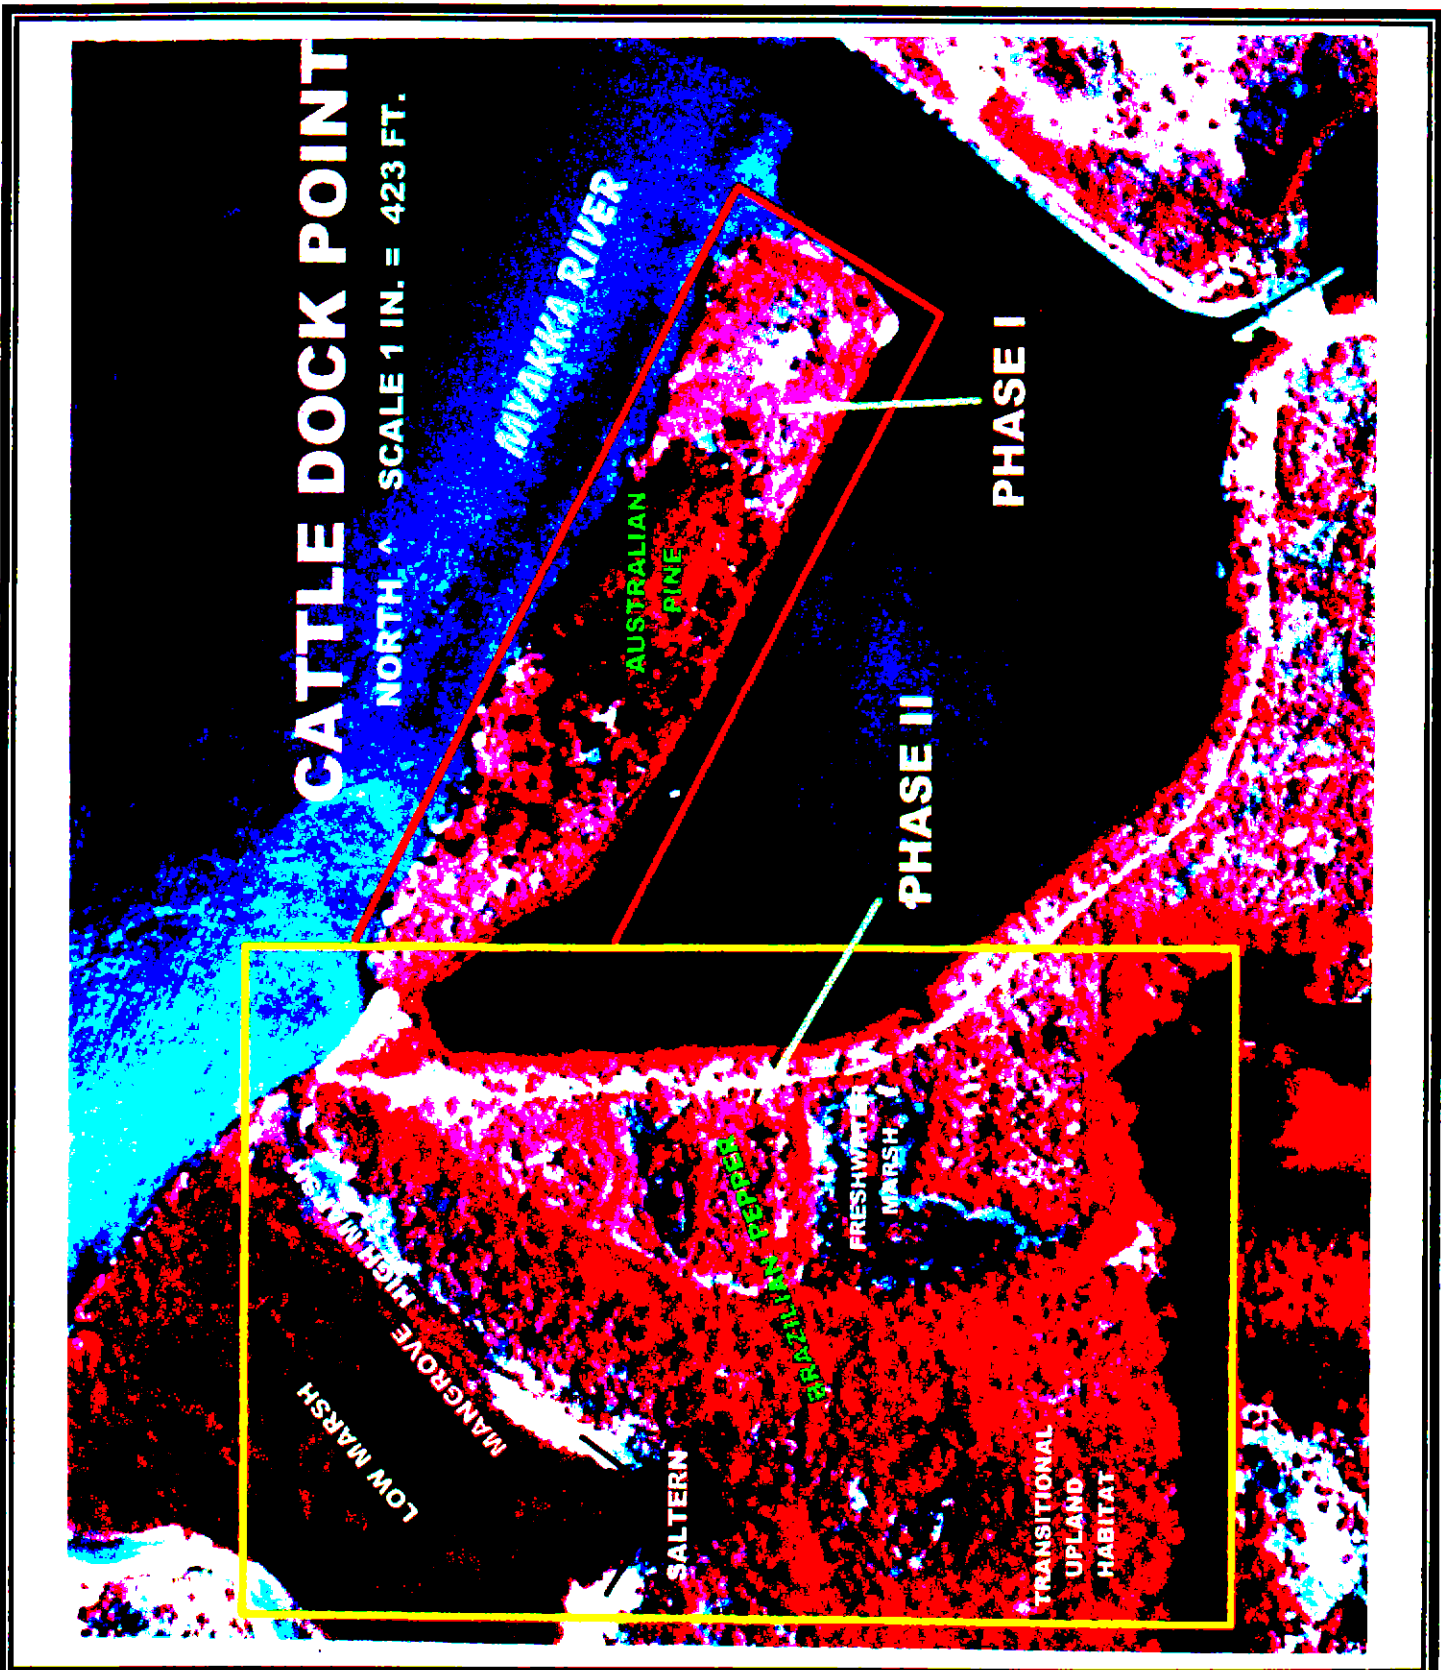 CATTLE DOCK POINT
NORTH ^ SCALE 1 IN. = 423 FT.
MYAKKA RIVER
AUSTRALIAN
PINE
PHASE I
PHASE II
LOW MARSH
MANGROVE HIGH MARSH
SALTERN
BRAZILIAN PEPPER
FRESHWATER
MARSH
TRANSITIONAL
UPLAND
HABITAT